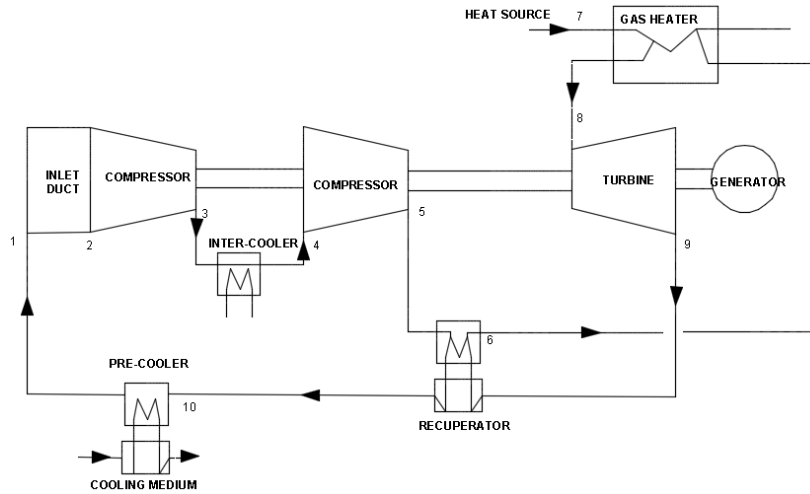 HEAT SOURCE
7
GAS HEATER
8
INLET
DUCT
COMPRESSOR
COMPRESSOR
TURBINE
GENERATOR
1
2
3
4
5
9
INTER-COOLER
6
PRE-COOLER
10
RECUPERATOR
COOLING MEDIUM